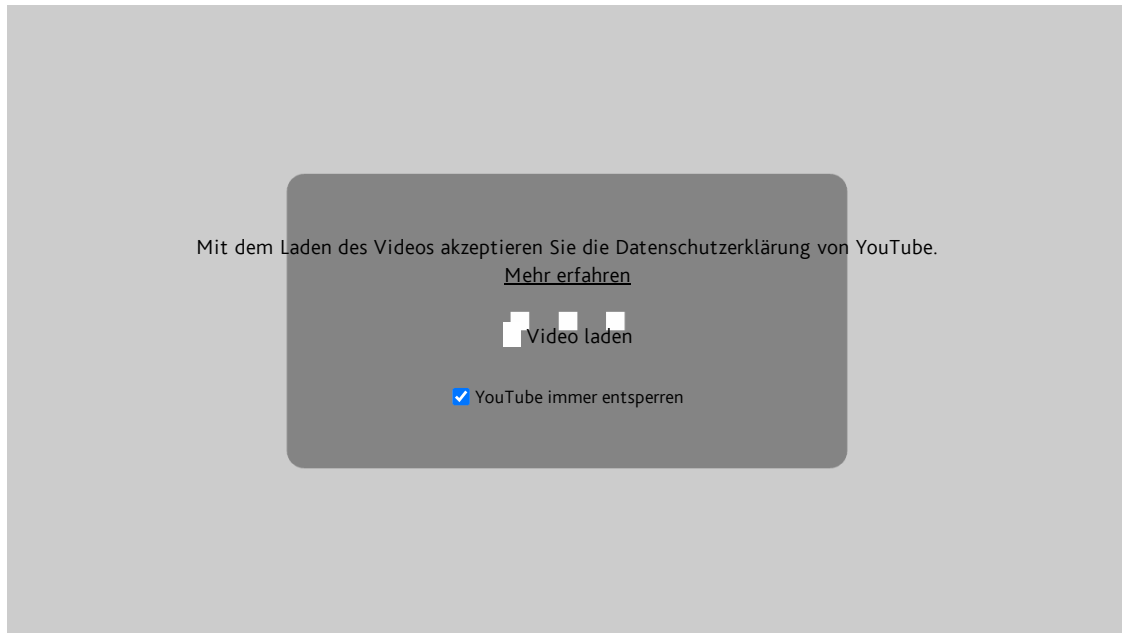 Mit dem Laden des Videos akzeptieren Sie die Datenschutzerklärung von YouTube.
Mehr erfahren
Video laden
YouTube immer entsperren